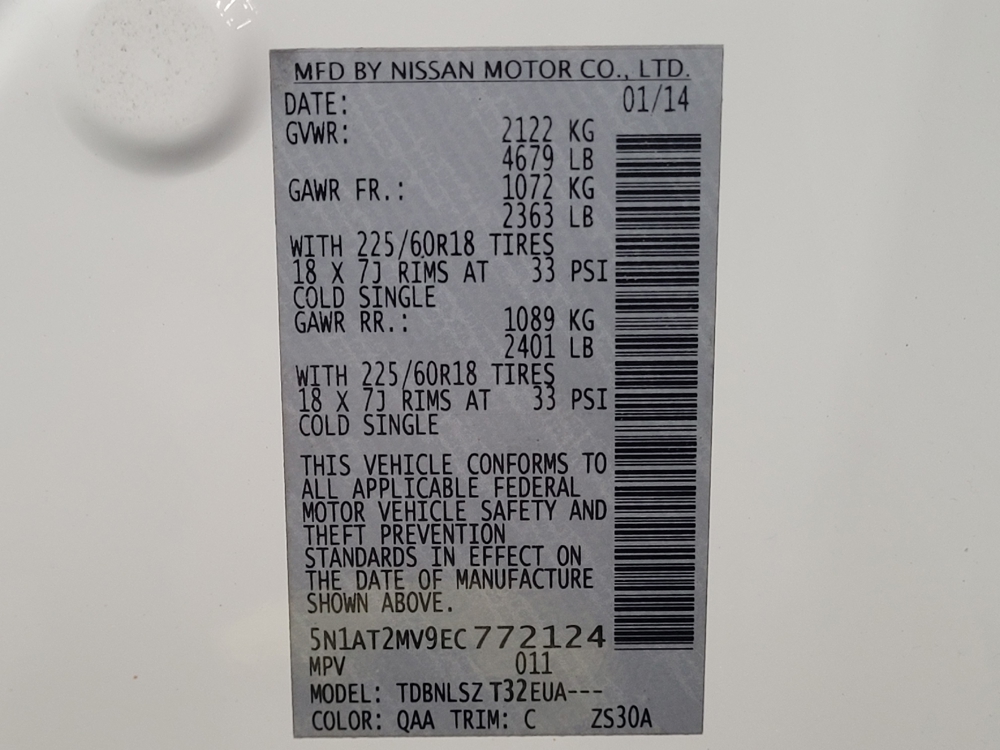 MFD BY NISSAN MOTOR CO., LTD.
DATE: 01/14
GVWR: 2122 KG
4679 LB
GAWR FR.: 1072 KG
2363 LB
WITH 225/60R18 TIRES
18 X 7J RIMS AT 33 PSI
COLD SINGLE
GAWR RR.: 1089 KG
2401 LB
WITH 225/60R18 TIRES
18 X 7J RIMS AT 33 PSI
COLD SINGLE
THIS VEHICLE CONFORMS TO
ALL APPLICABLE FEDERAL
MOTOR VEHICLE SAFETY AND
THEFT PREVENTION
STANDARDS IN EFFECT ON
THE DATE OF MANUFACTURE
SHOWN ABOVE.
5N1AT2MV9EC772124
MPV 011
MODEL: TDBNLSZ T32EUA---
COLOR: QAA TRIM: C ZS30A